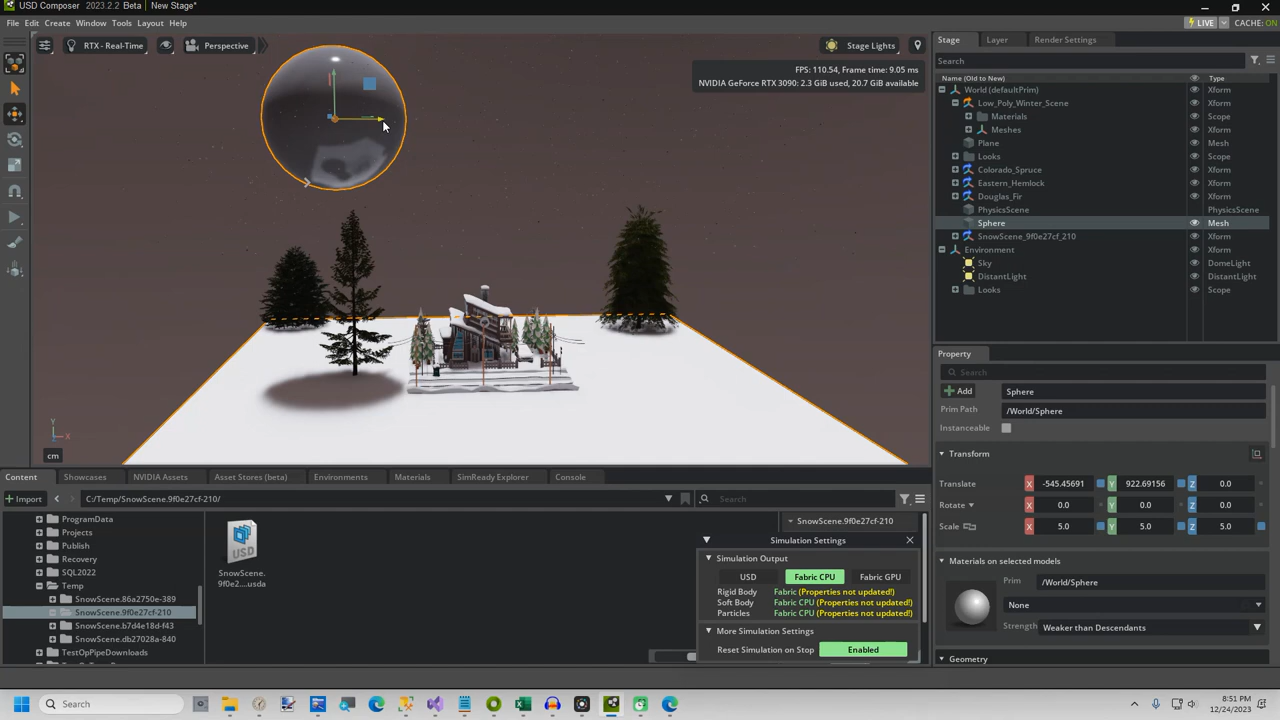 USD Composer 2023.2.2 Beta New Stage*
File Edit Create Window Tools Layout Help
LIVE CACHE: ON
RTX - Real-Time Perspective Stage Lights
FPS: 110.54, Frame time: 9.05 ms
NVIDIA GeForce RTX 3090: 2.3 GiB used, 20.7 GiB available
Y
X
cm
Stage Layer Render Settings
Search
Name (Old to New) Type
World (defaultPrim) Xform
Low_Poly_Winter_Scene Xform
Materials Scope
Meshes Xform
Plane Mesh
Looks Scope
Colorado_Spruce Xform
Eastern_Hemlock Xform
Douglas_Fir Xform
PhysicsScene PhysicsScene
Sphere Mesh
SnowScene_9f0e27cf_210 Xform
Environment Xform
Sky DomeLight
DistantLight DistantLight
Looks Scope
Property
Search
Add Sphere
Prim Path /World/Sphere
Instanceable
Transform
Translate X -545.45691 Y 922.69156 Z 0.0
Rotate X 0.0 Y 0.0 Z 0.0
Scale X 5.0 Y 5.0 Z 5.0
Materials on selected models
Prim /World/Sphere
None
Strength Weaker than Descendants
Geometry
Content Showcases NVIDIA Assets Asset Stores (beta) Environments Materials SimReady Explorer Console
Import C:/Temp/SnowScene.9f0e27cf-210/ Search
ProgramData
Projects
Publish
Recovery
SQL2022
Temp
SnowScene.86a2750e-389
SnowScene.9f0e27cf-210
SnowScene.b7d4e18d-f43
SnowScene.db27028a-840
TestOpPipeDownloads
USD
SnowScene.
9f0e2....usda
SnowScene.9f0e27cf-210
Simulation Settings
Simulation Output
USD Fabric CPU Fabric GPU
Rigid Body Fabric (Properties not updated!)
Soft Body Fabric CPU (Properties not updated!)
Particles Fabric CPU (Properties not updated!)
More Simulation Settings
Reset Simulation on Stop Enabled
Search
8:51 PM
12/24/2023